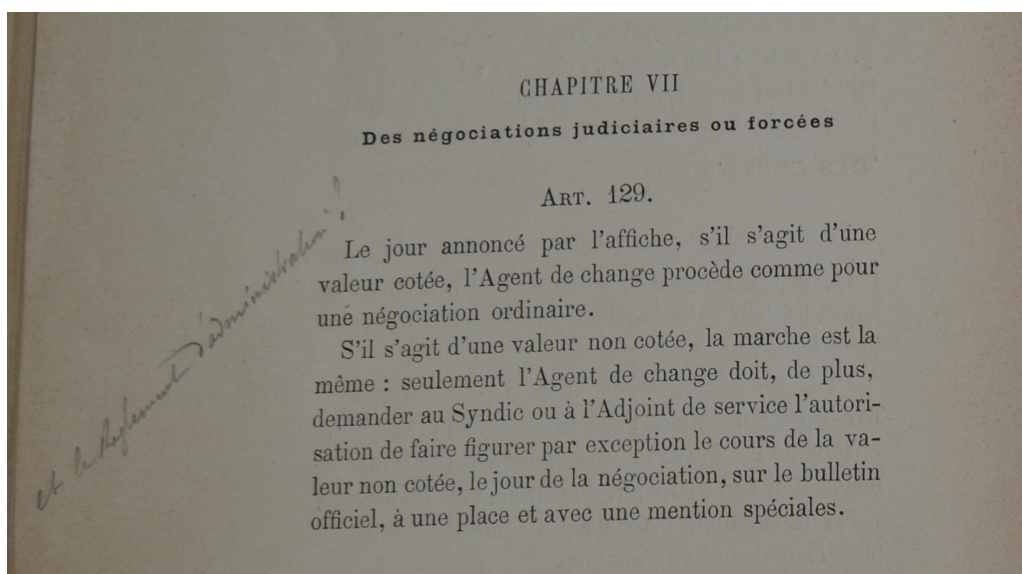 CHAPITRE VII
Des négociations judiciaires ou forcées
ART. 129.
Le jour annoncé par l'affiche, s'il s'agit d'une
valeur cotée, l'Agent de change procède comme pour
une négociation ordinaire.
S'il s'agit d'une valeur non cotée, la marche est la
même : seulement l'Agent de change doit, de plus,
demander au Syndic ou à l'Adjoint de service l'autori-
sation de faire figurer par exception le cours de la va-
leur non cotée, le jour de la négociation, sur le bulletin
officiel, à une place et avec une mention spéciales.
et le Règlement d'administration !